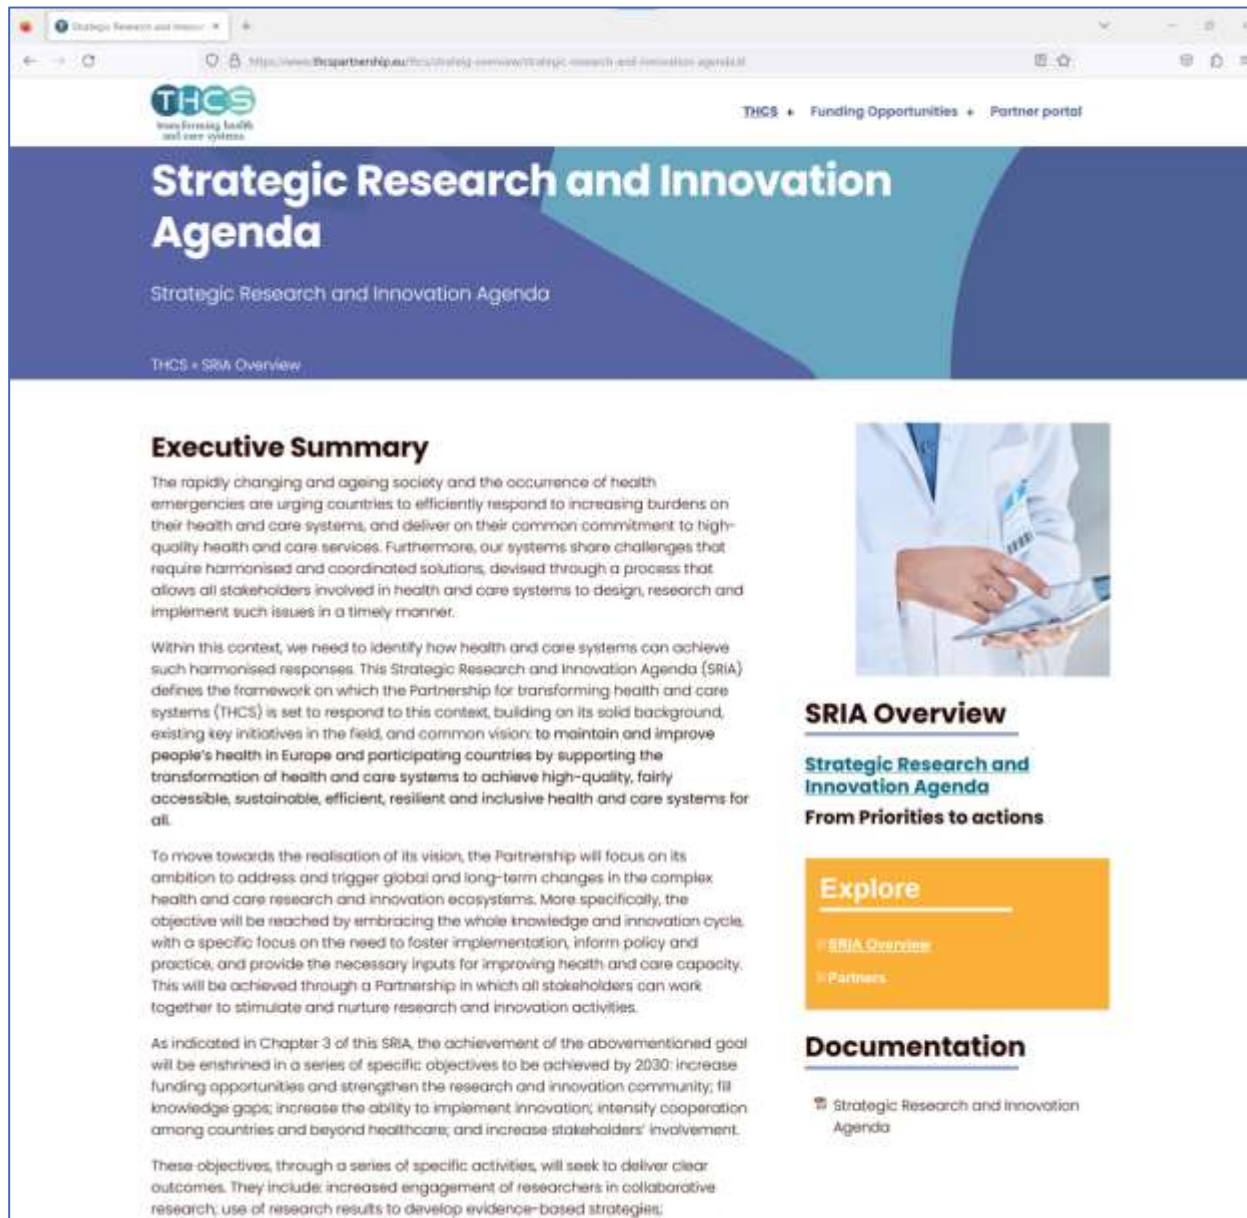 Strategic Research and
thcspartnership.eu
THCS
transforming health
and care systems
THCS + Funding Opportunities + Partner portal
Strategic Research and Innovation
Agenda
Strategic Research and Innovation Agenda
THCS » SRIA Overview
Executive Summary
The rapidly changing and ageing society and the occurrence of health
emergencies are urging countries to efficiently respond to increasing burdens on
their health and care systems, and deliver on their common commitment to high-
quality health and care services. Furthermore, our systems share challenges that
require harmonised and coordinated solutions, devised through a process that
allows all stakeholders involved in health and care systems to design, research and
implement such issues in a timely manner.
Within this context, we need to identify how health and care systems can achieve
such harmonised responses. This Strategic Research and Innovation Agenda (SRIA)
defines the framework on which the Partnership for transforming health and care
systems (THCS) is set to respond to this context, building on its solid background,
existing key initiatives in the field, and common vision: to maintain and improve
people's health in Europe and participating countries by supporting the
transformation of health and care systems to achieve high-quality, fairly
accessible, sustainable, efficient, resilient and inclusive health and care systems for
all.
To move towards the realisation of its vision, the Partnership will focus on its
ambition to address and trigger global and long-term changes in the complex
health and care research and innovation ecosystems. More specifically, the
objective will be reached by embracing the whole knowledge and innovation cycle,
with a specific focus on the need to foster implementation, inform policy and
practice, and provide the necessary inputs for improving health and care capacity.
This will be achieved through a Partnership in which all stakeholders can work
together to stimulate and nurture research and innovation activities.
As indicated in Chapter 3 of this SRIA, the achievement of the abovementioned goal
will be enshrined in a series of specific objectives to be achieved by 2030: increase
funding opportunities and strengthen the research and innovation community; fill
knowledge gaps; increase the ability to implement innovation; intensify cooperation
among countries and beyond healthcare; and increase stakeholders' involvement.
These objectives, through a series of specific activities, will seek to deliver clear
outcomes. They include: increased engagement of researchers in collaborative
research; use of research results to develop evidence-based strategies;
SRIA Overview
Strategic Research and
Innovation Agenda
From Priorities to actions
Explore
SRIA Overview
Partners
Documentation
Strategic Research and Innovation
Agenda